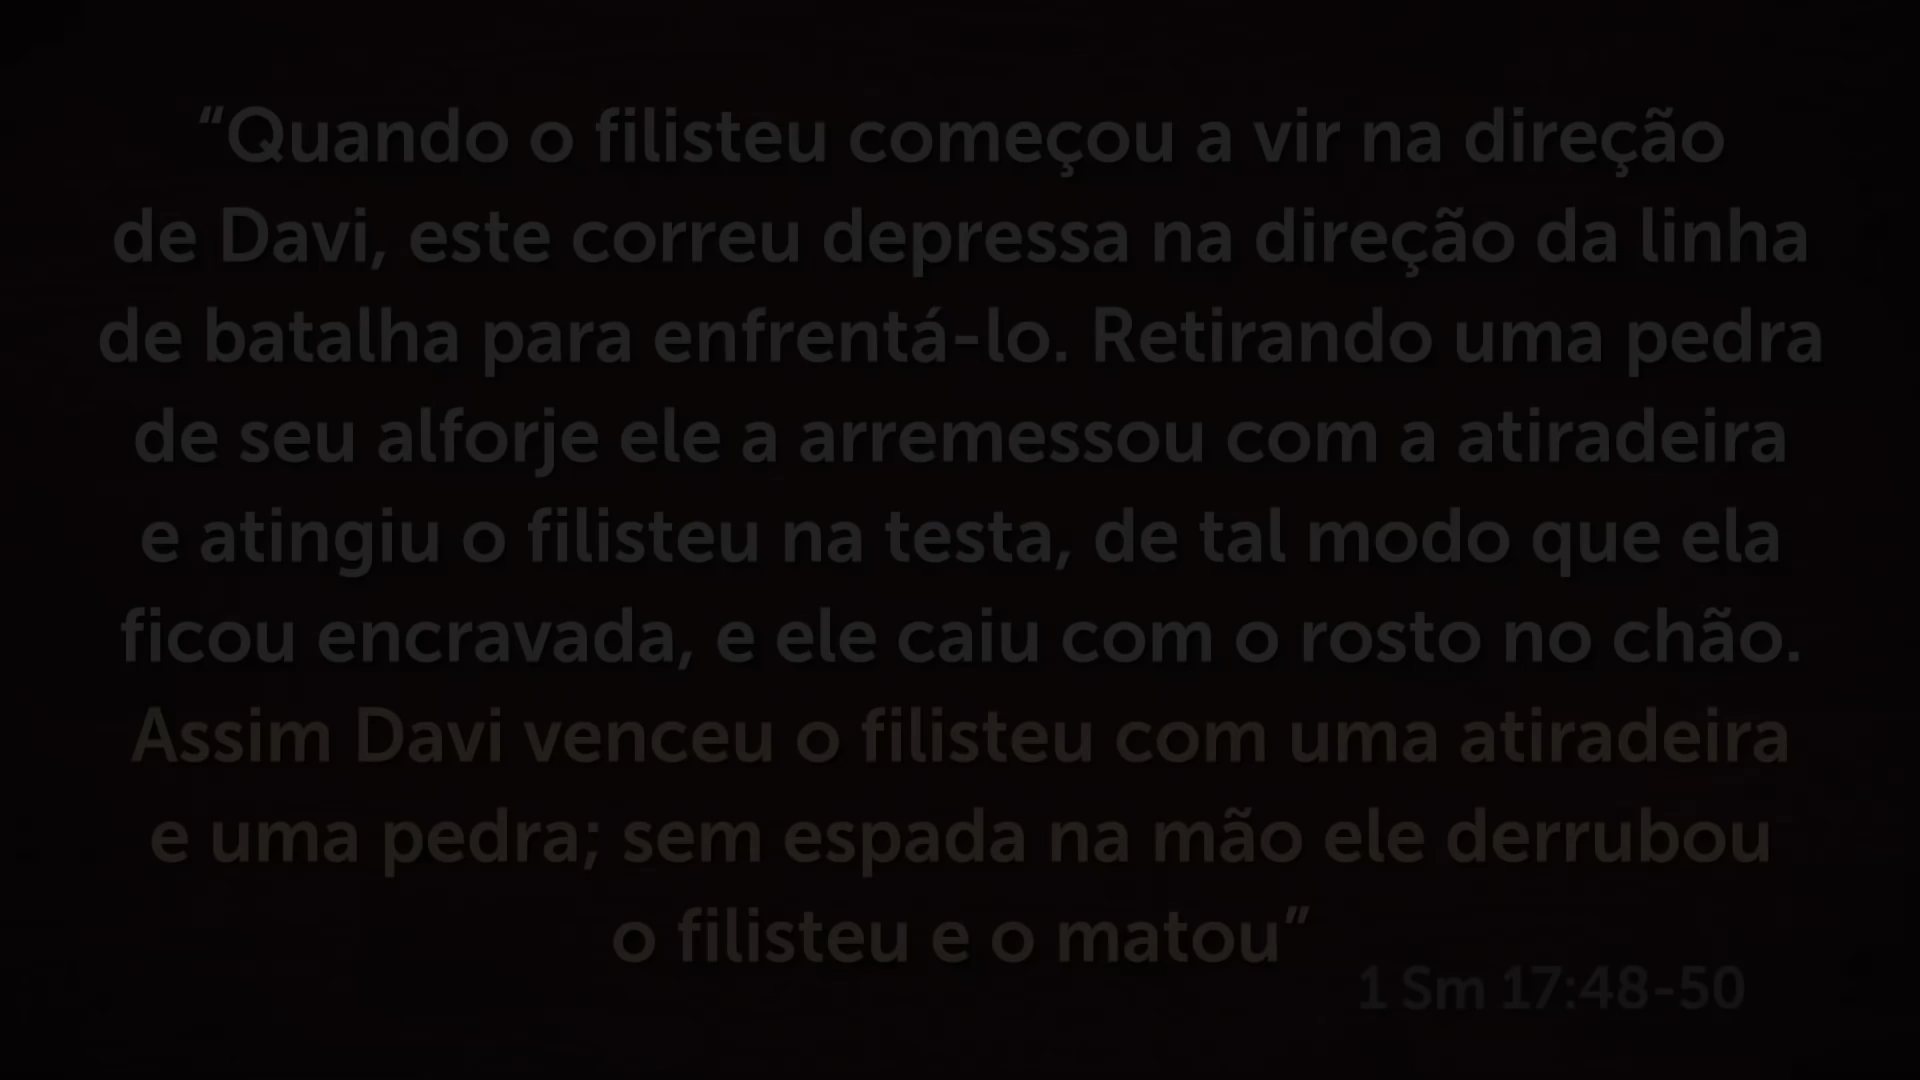 “Quando o filisteu começou a vir na direção
de Davi, este correu depressa na direção da linha
de batalha para enfrentá-lo. Retirando uma pedra
de seu alforje ele a arremessou com a atiradeira
e atingiu o filisteu na testa, de tal modo que ela
ficou encravada, e ele caiu com o rosto no chão.
Assim Davi venceu o filisteu com uma atiradeira
e uma pedra; sem espada na mão ele derrubou
o filisteu e o matou”
1 Sm 17:48-50